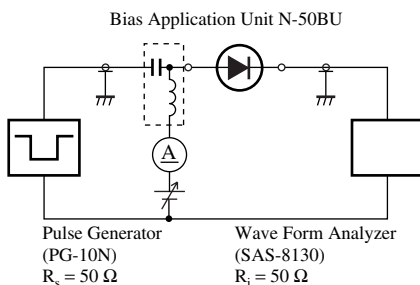 Bias Application Unit N-50BU
A
Pulse Generator
(PG-10N)
Rs = 50 Ω
Wave Form Analyzer
(SAS-8130)
Ri = 50 Ω